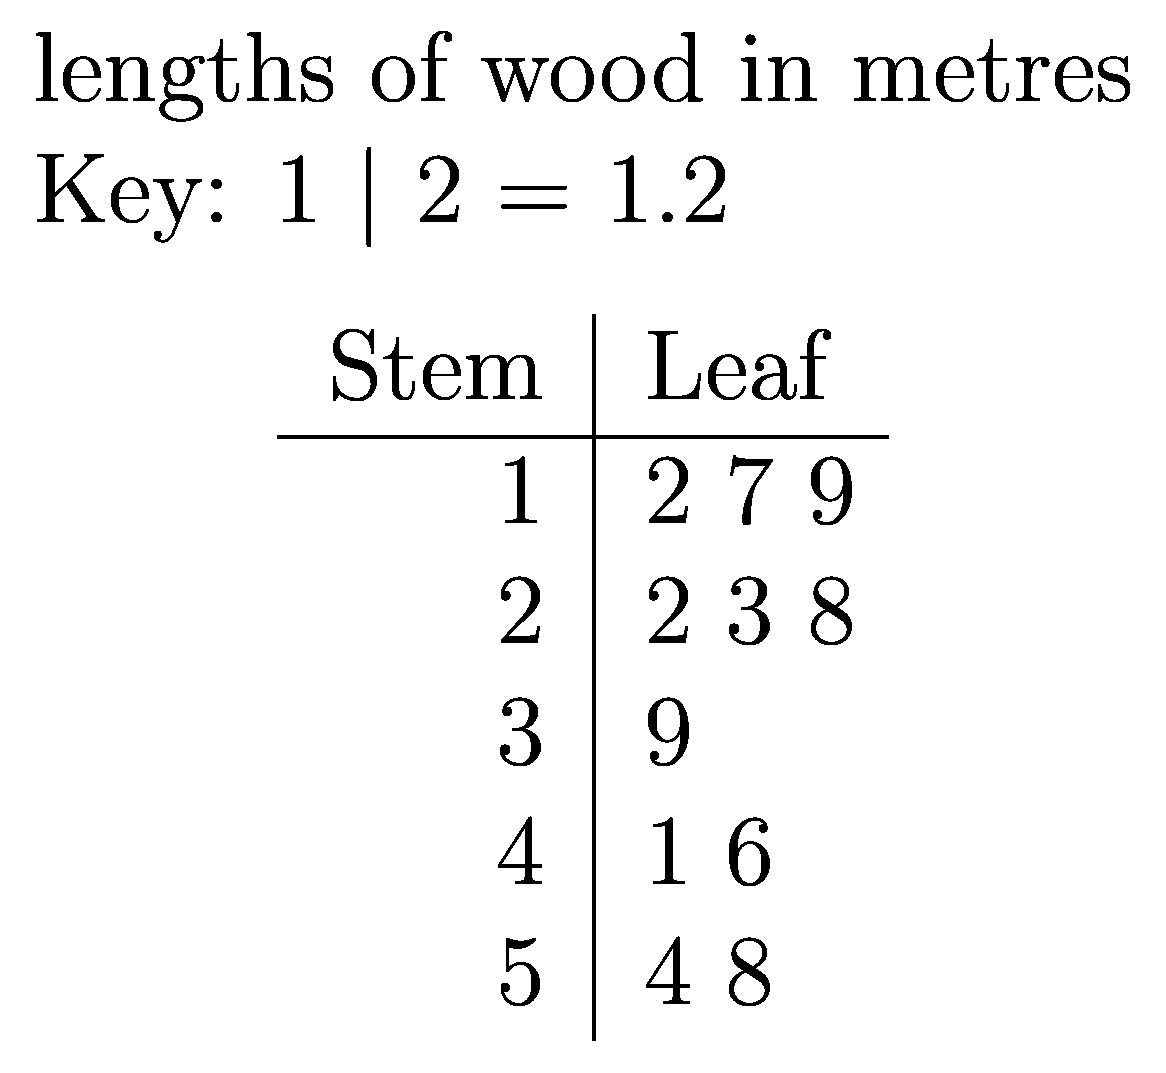 lengths of wood in metres
Key: 1 | 2 = 1.2
Stem | Leaf
1 | 2 7 9
2 | 2 3 8
3 | 9
4 | 1 6
5 | 4 8